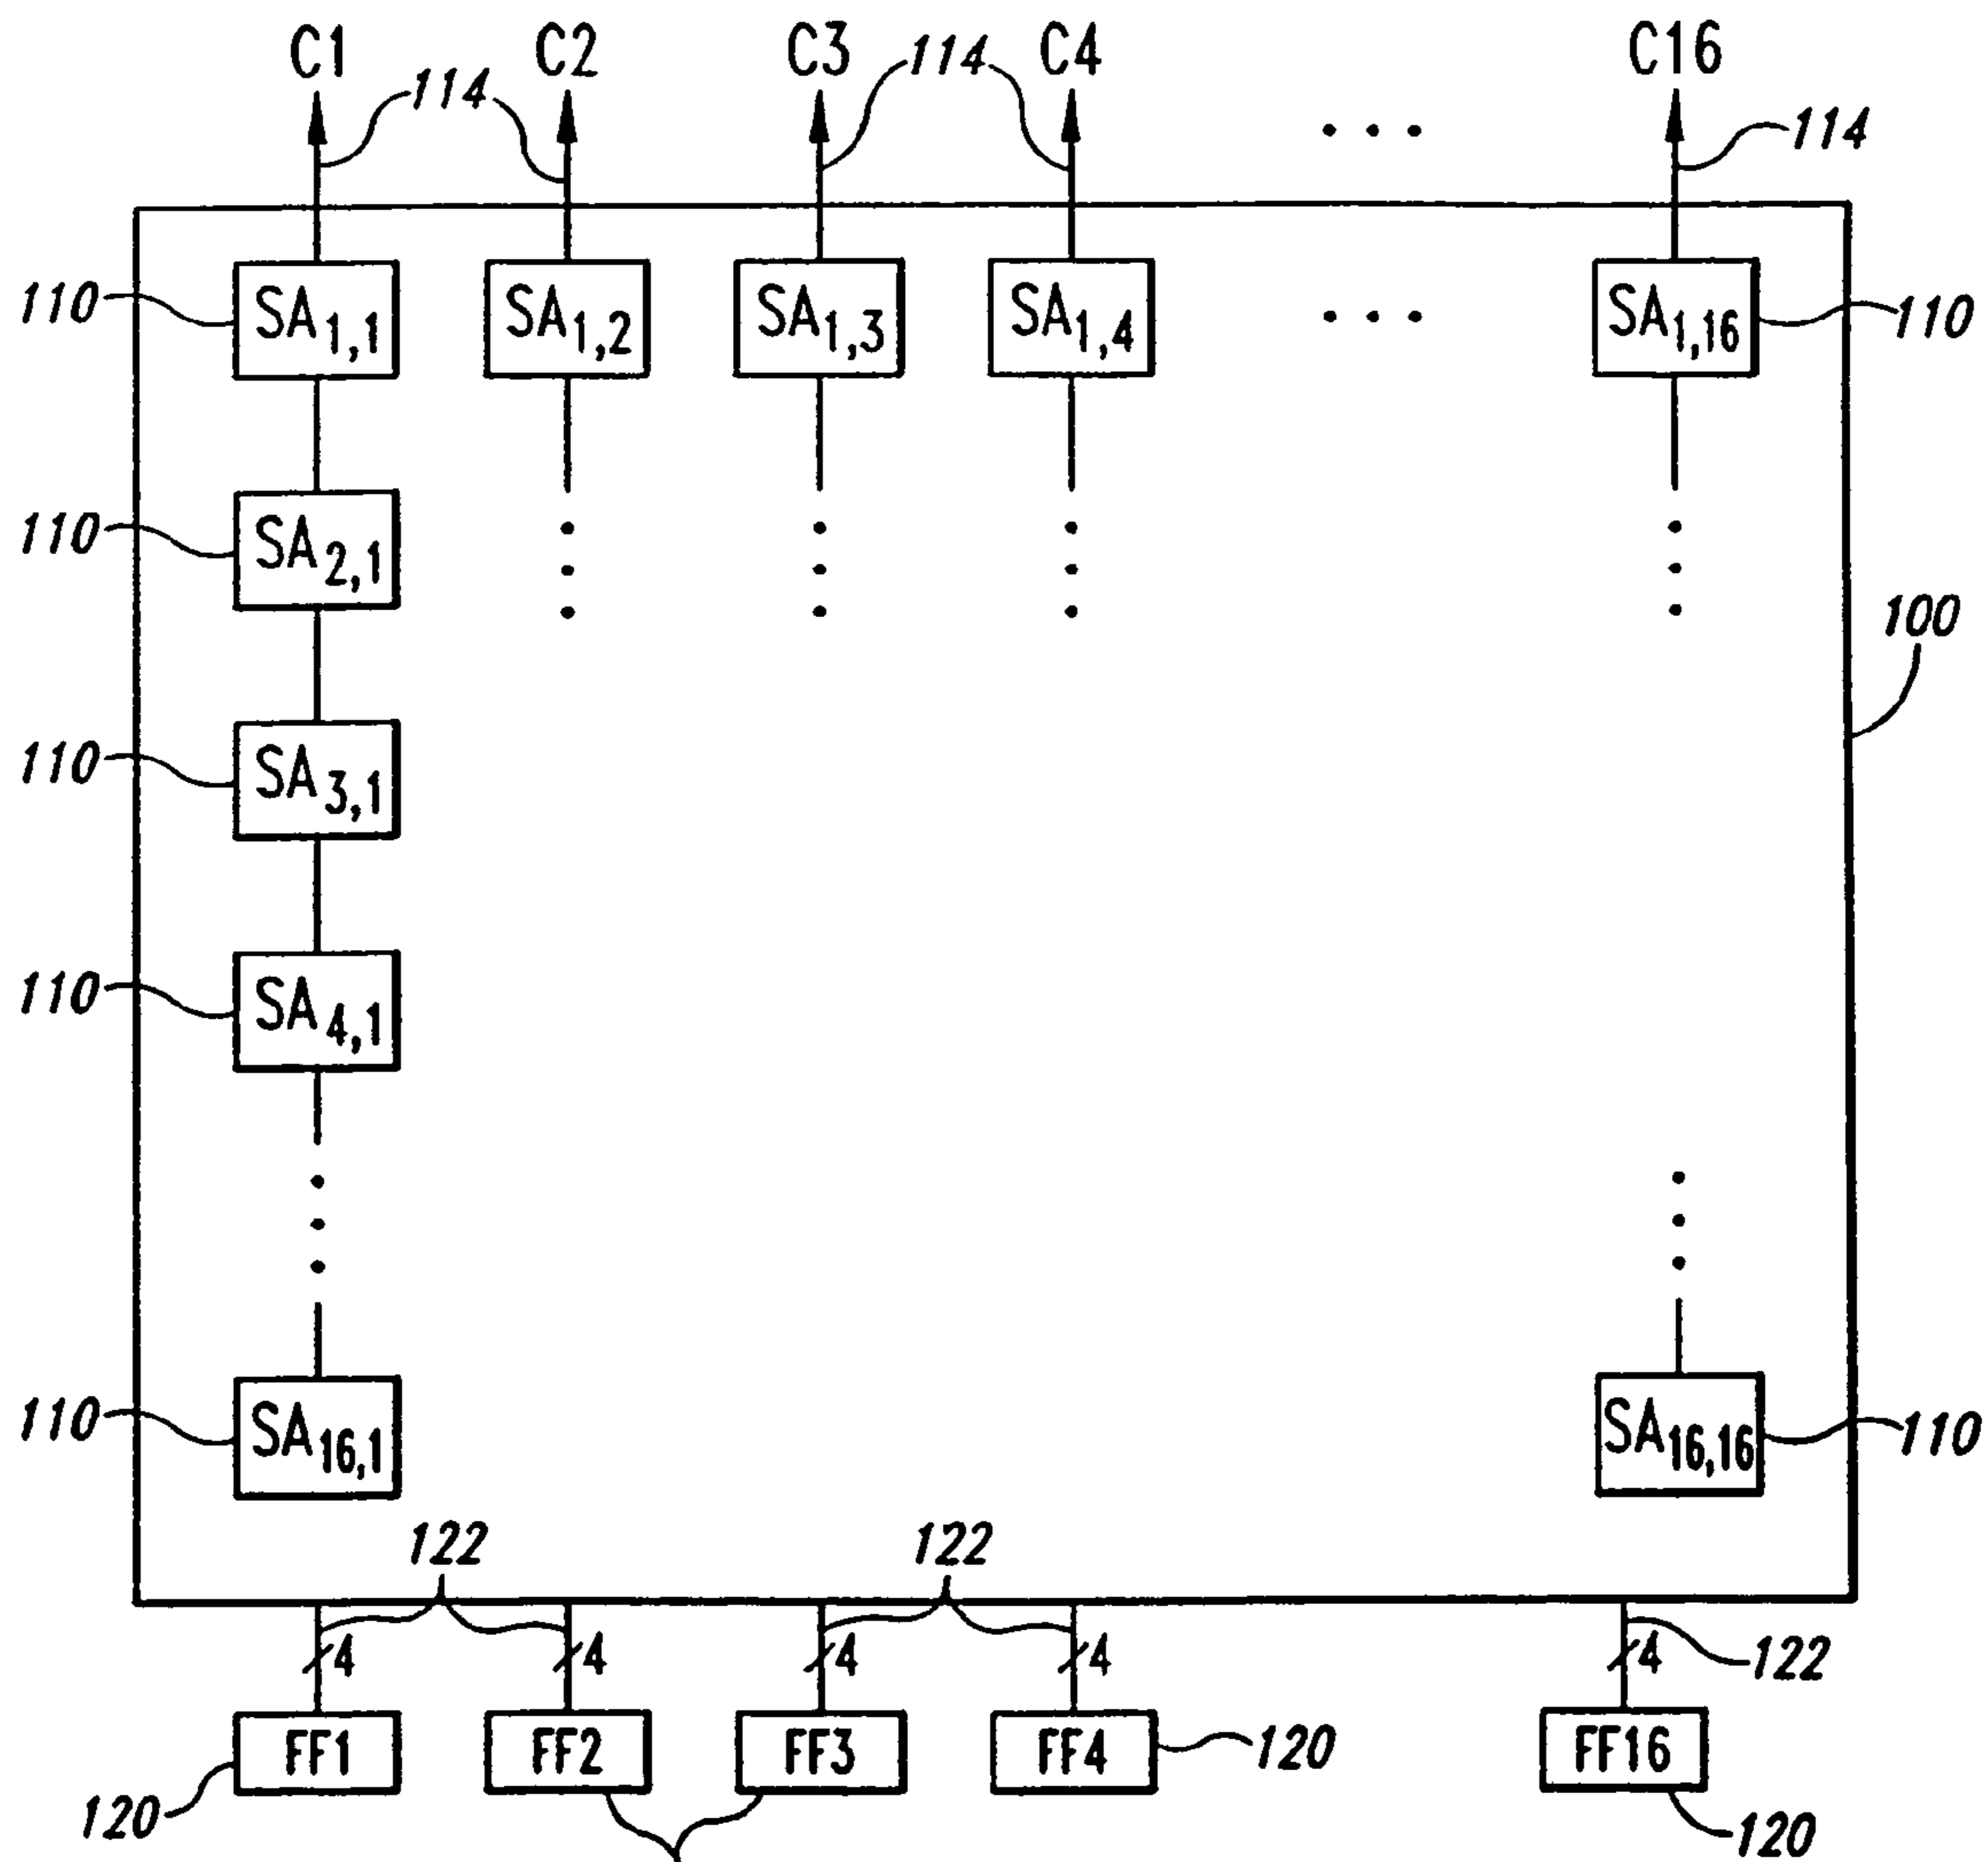 C1 C2 C3 C4 C16
114 114 114
SA1,1 SA1,2 SA1,3 SA1,4 SA1,16
110 110
110 SA2,1
100
110 SA3,1
110 SA4,1
110 SA16,1 SA16,16 110
122 122
4 4 4 4 4 122
FF1 FF2 FF3 FF4 120 FF16
120 120